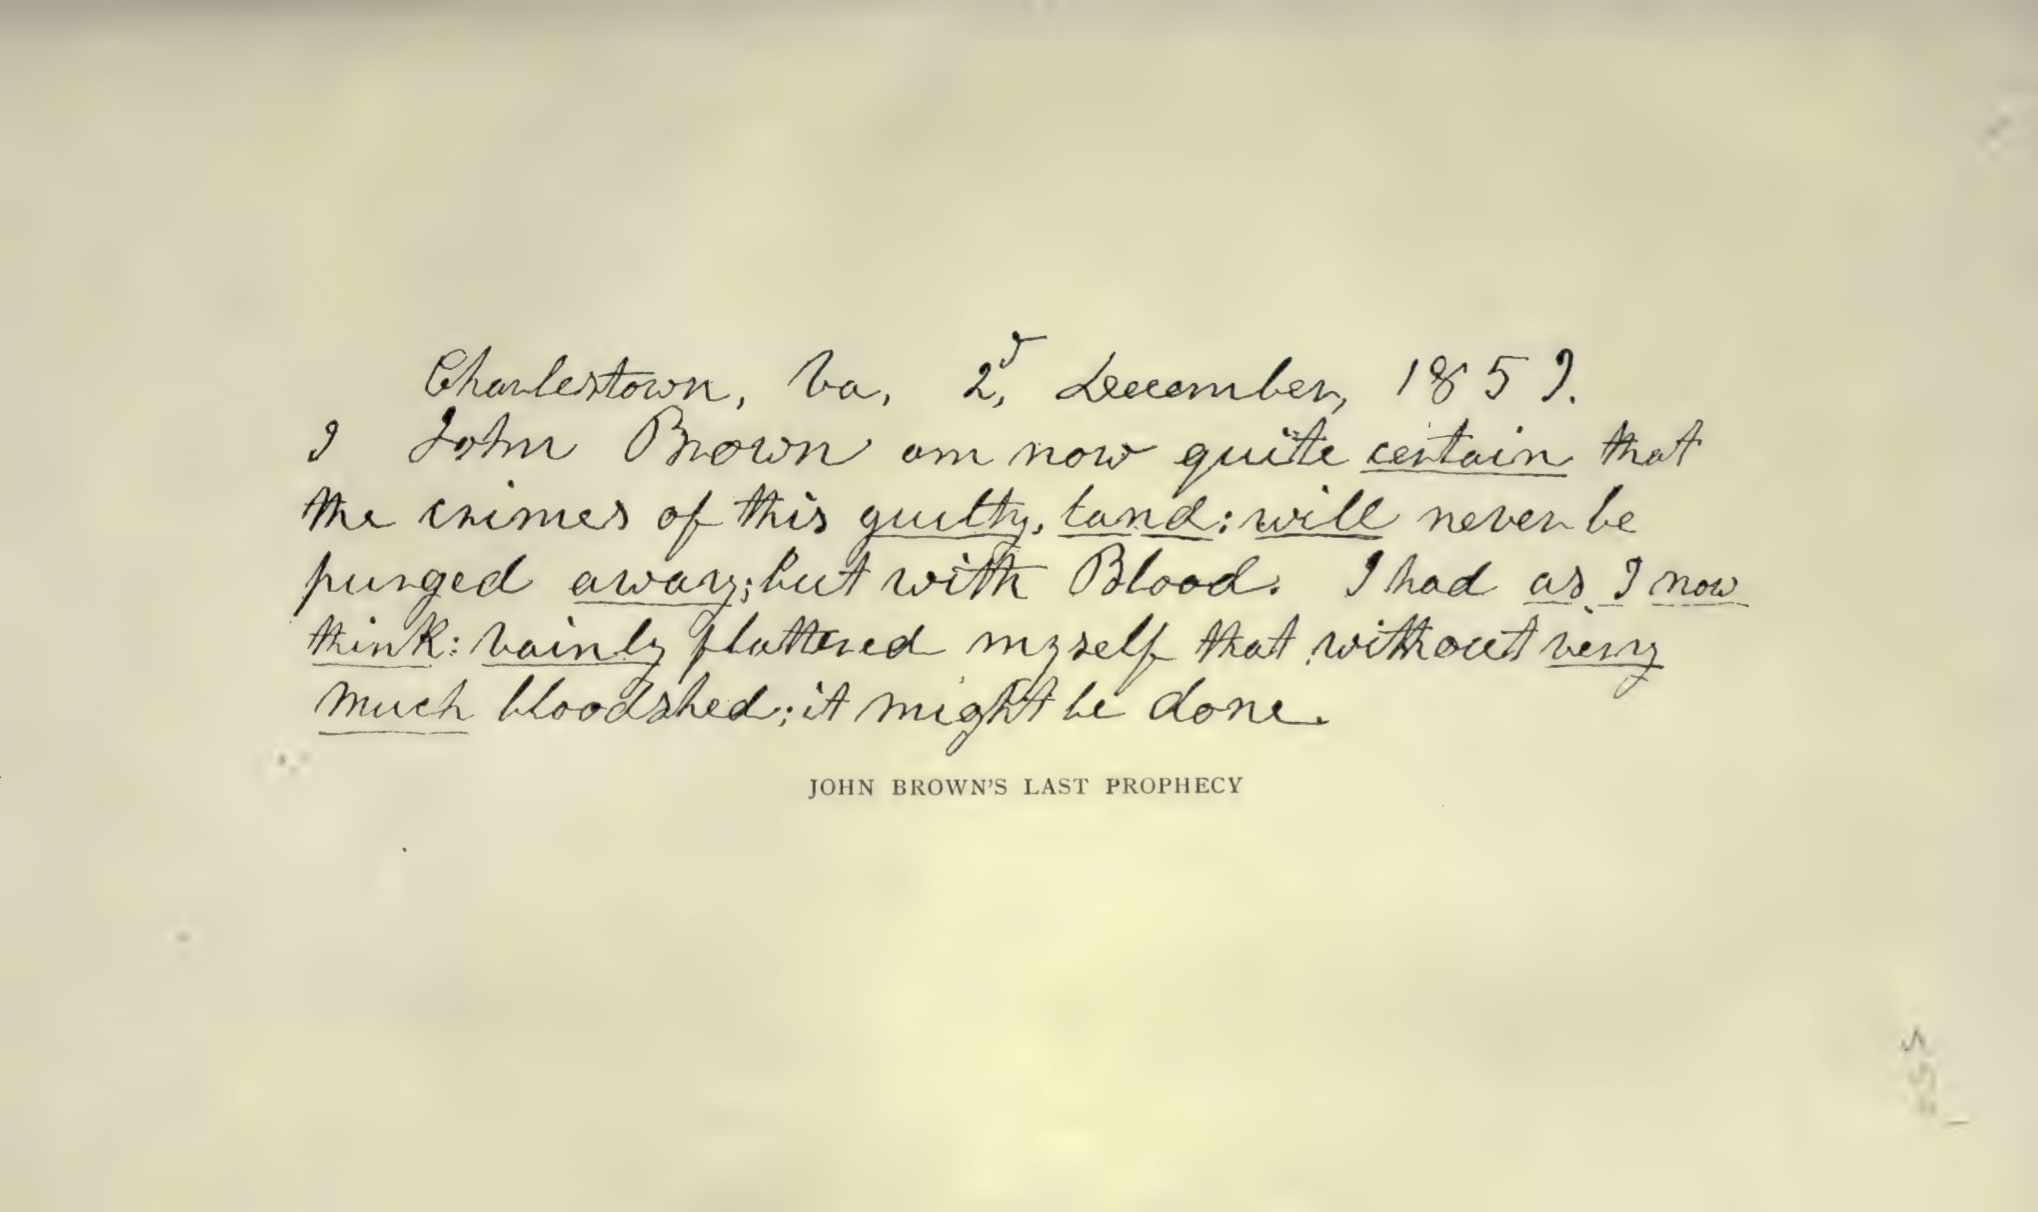 Charlestown, Va, 2d, December, 1859.
I John Brown am now quite certain that
the crimes of this guilty, land: will never be
purged away; but with Blood. I had as I now
think: vainly flattered myself that without very
much bloodshed; it might be done.
JOHN BROWN'S LAST PROPHECY